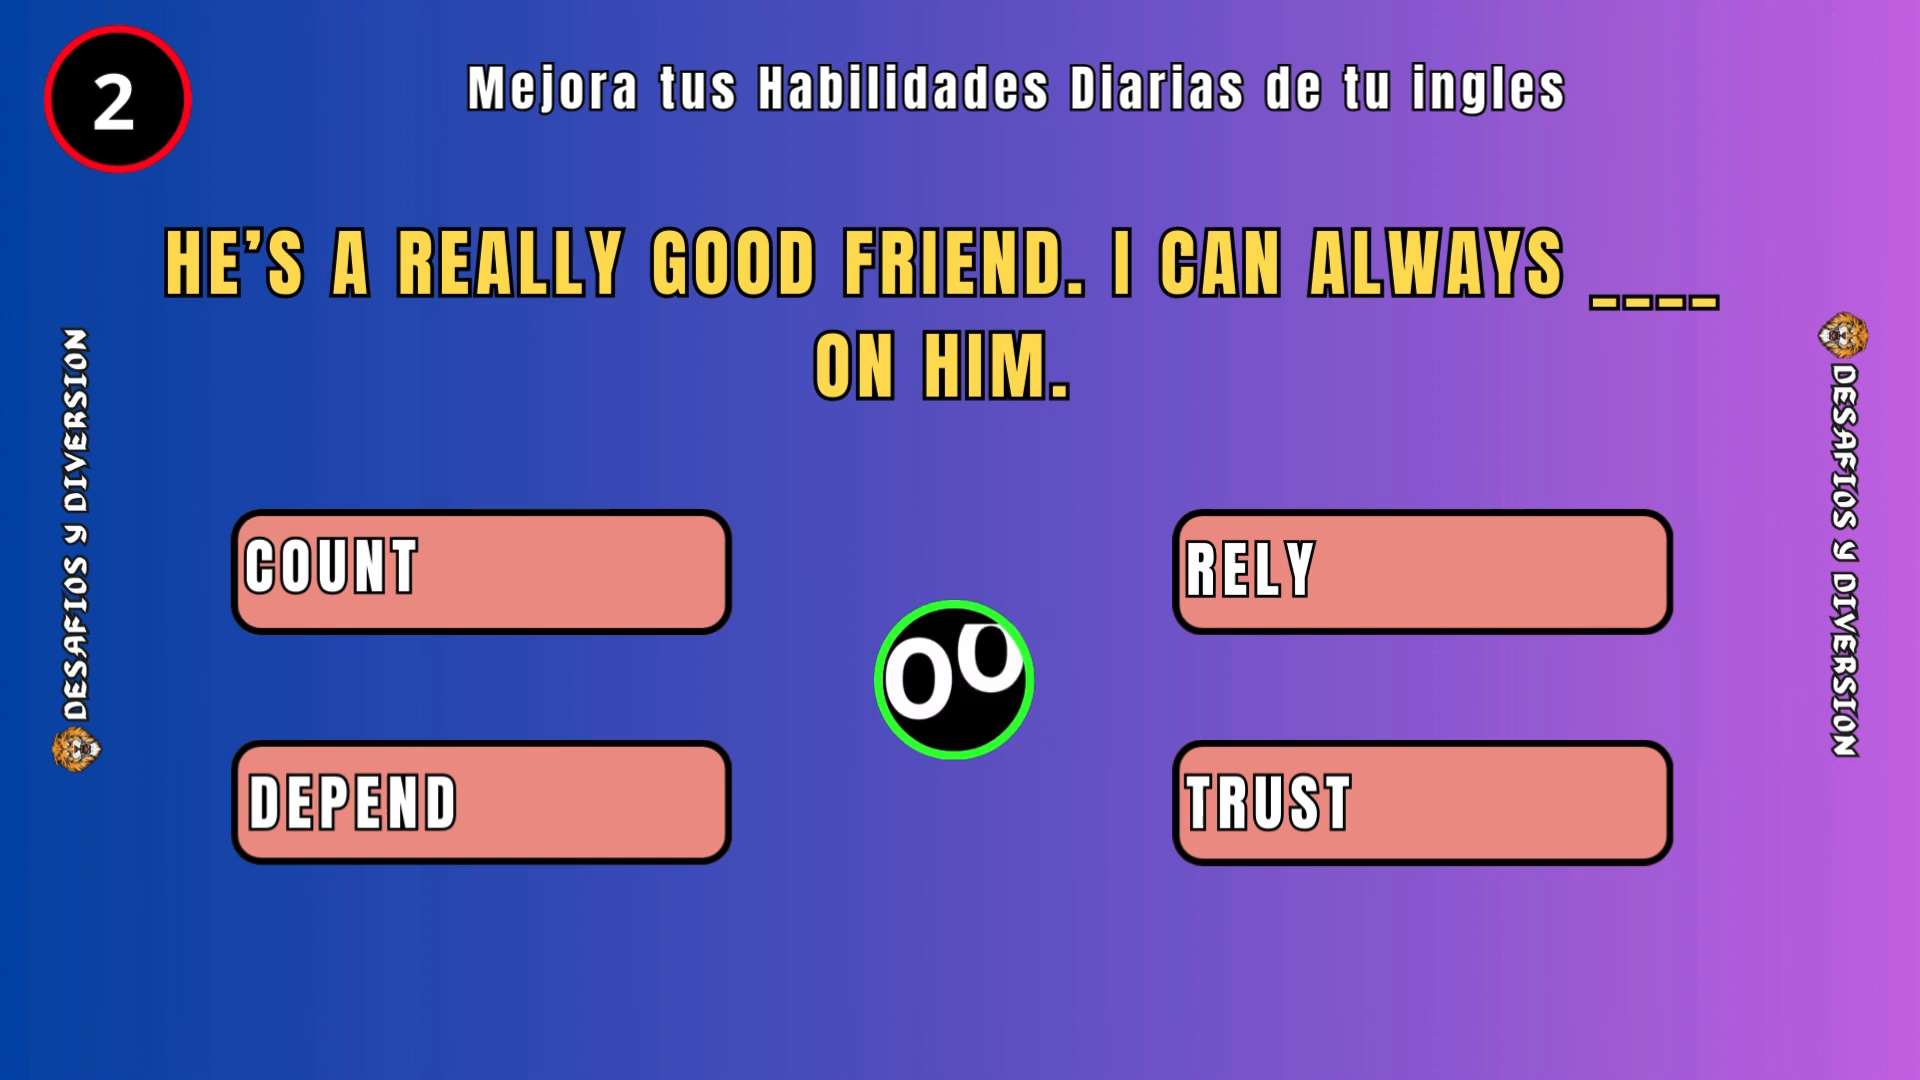 2
Mejora tus Habilidades Diarias de tu ingles
HE’S A REALLY GOOD FRIEND. I CAN ALWAYS ____
ON HIM.
COUNT
RELY
DEPEND
TRUST
DESAFIOS Y DIVERSION
DESAFIOS Y DIVERSION